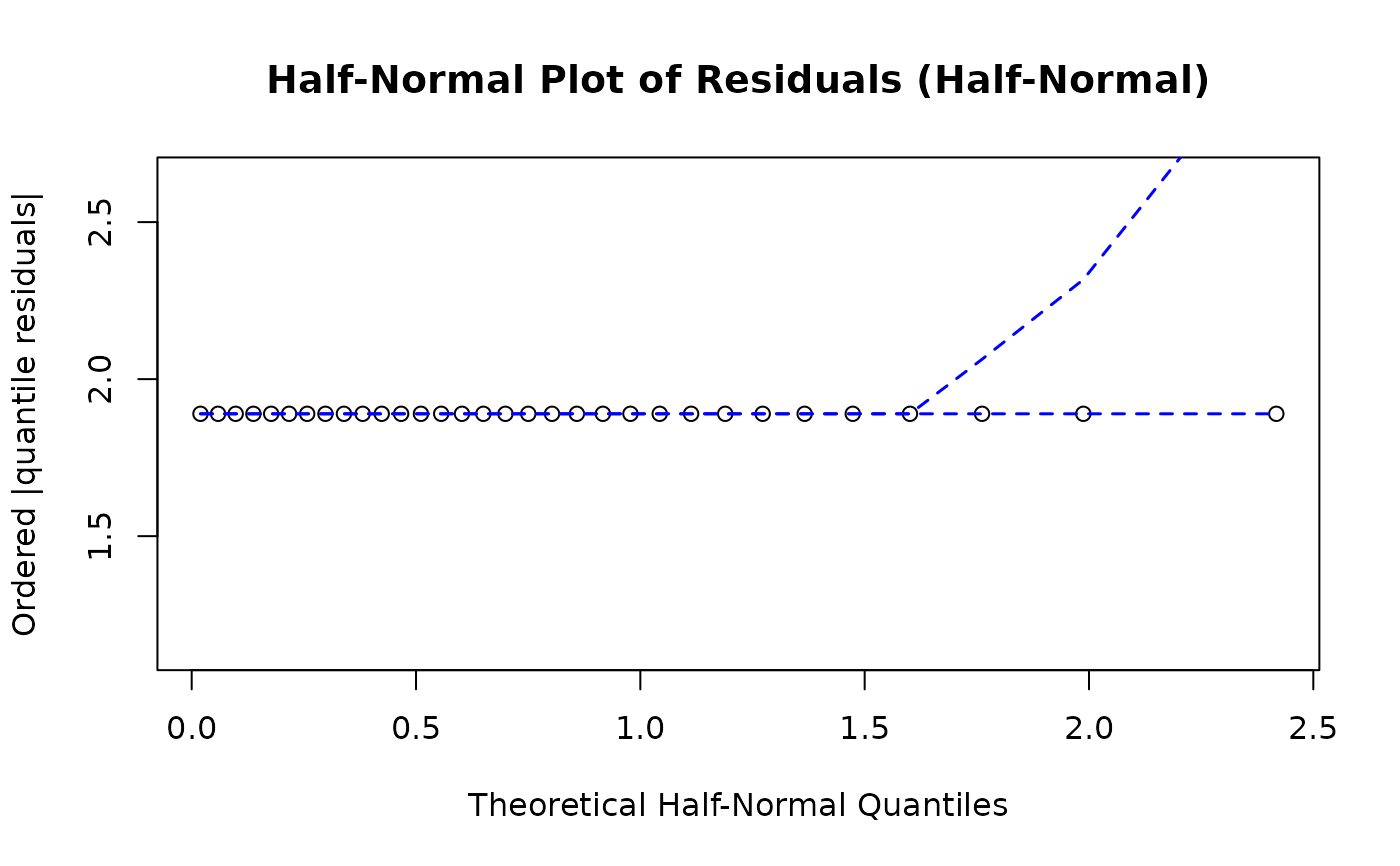 Half-Normal Plot of Residuals (Half-Normal)
Ordered |quantile residuals|
2.5
2.0
1.5
0.0 0.5 1.0 1.5 2.0 2.5
Theoretical Half-Normal Quantiles